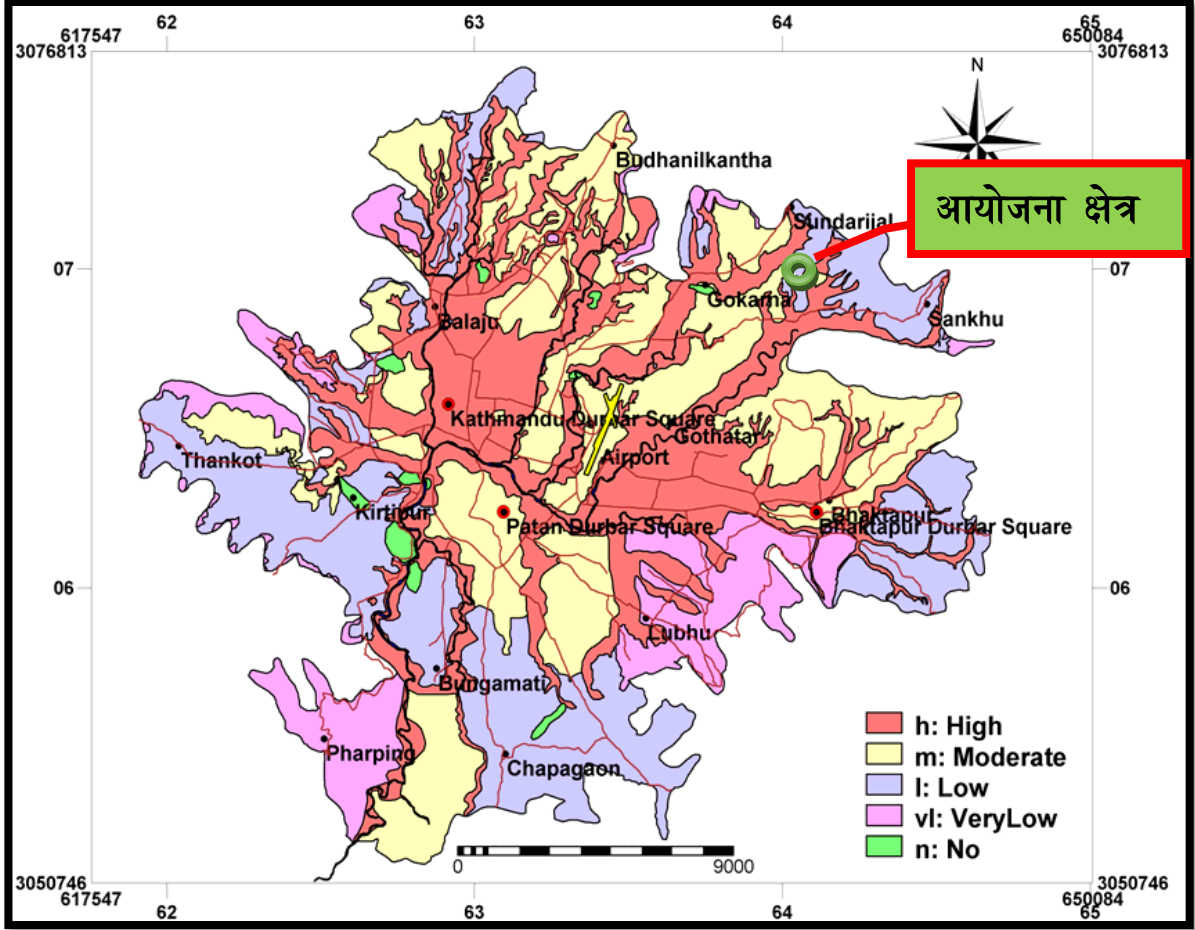 62 63 64 65
617547 650084
3076813 3076813
N
Budhanilkantha
आयोजना क्षेत्र
Sundarijal
07 07
Gokarna
Sankhu
Balaju
Kathmandu Durbar Square
Gothatar
Airport
Thankot
Kirtipur
Bhaktapur
Patan Durbar Square
Bhaktapur Durbar Square
06 06
Lubhu
Bungamati
Pharping
Chapagaon
h: High
m: Moderate
l: Low
vl: VeryLow
n: No
0 9000
3050746 3050746
617547 650084
62 63 64 65